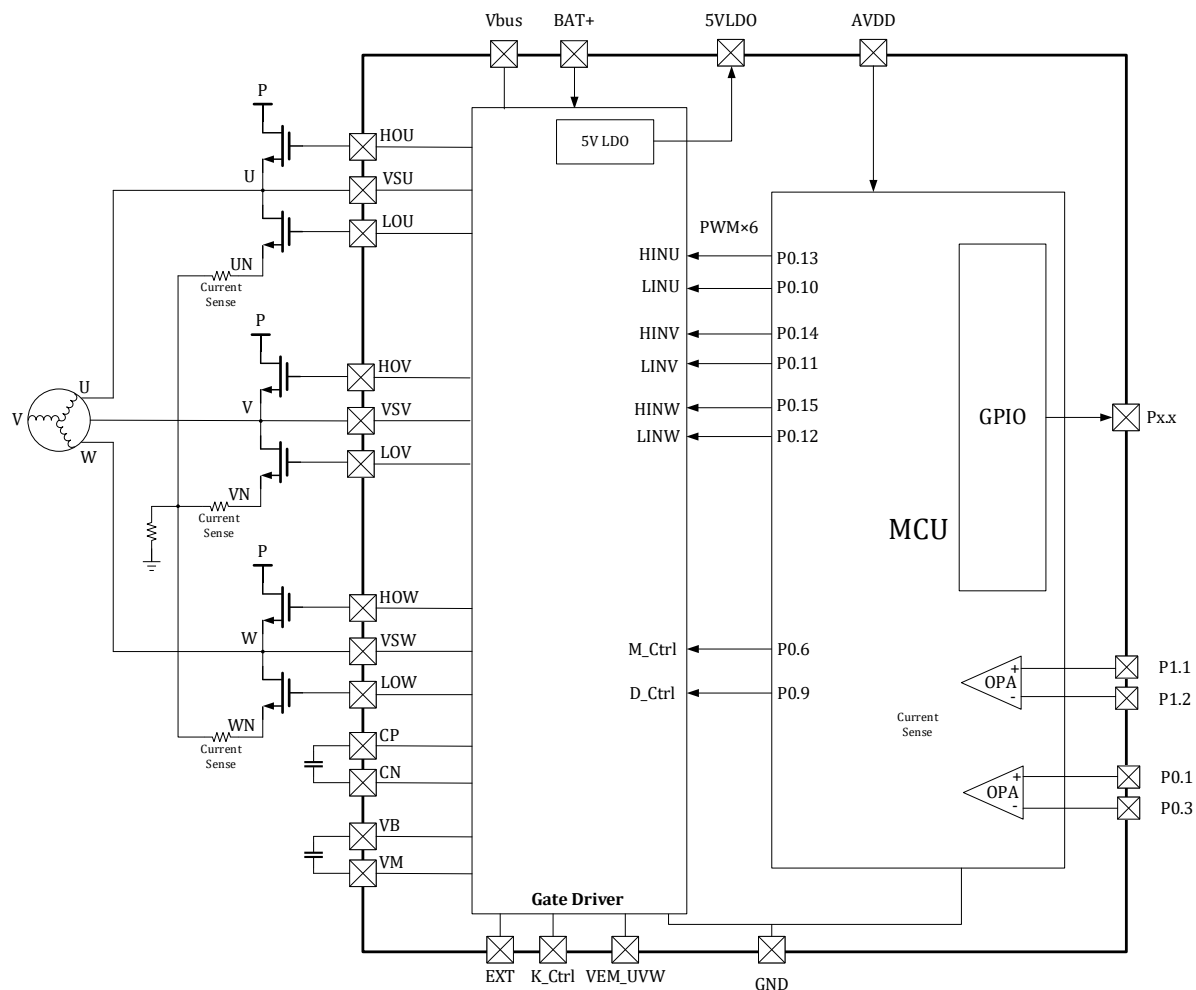 Vbus
BAT+
5VLDO
AVDD
P
HOU
5V LDO
U
VSU
LOU
PWM×6
UN
Current
Sense
HINU
P0.13
LINU
P0.10
P
HINV
P0.14
LINV
P0.11
HOV
U
HINW
P0.15
GPIO
Px.x
V
V
VSV
LINW
P0.12
W
LOV
VN
Current
Sense
MCU
P
HOW
W
VSW
M_Ctrl
P0.6
+
OPA
-
P1.1
P1.2
LOW
D_Ctrl
P0.9
WN
Current
Sense
Current
Sense
CP
CN
+
OPA
-
P0.1
P0.3
VB
VM
Gate Driver
EXT
K_Ctrl
VEM_UVW
GND